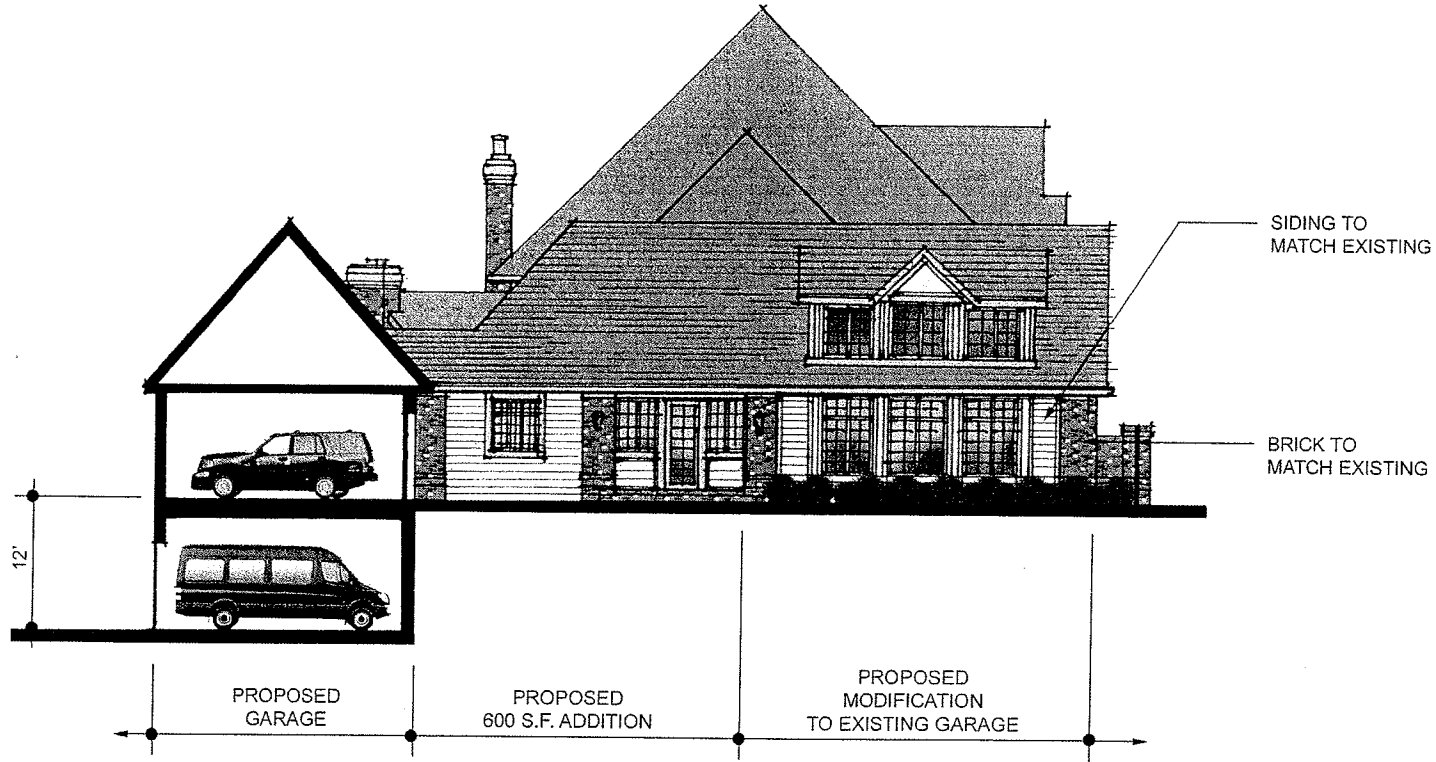 SIDING TO
MATCH EXISTING
BRICK TO
MATCH EXISTING
12'
PROPOSED
GARAGE
PROPOSED
600 S.F. ADDITION
PROPOSED
MODIFICATION
TO EXISTING GARAGE